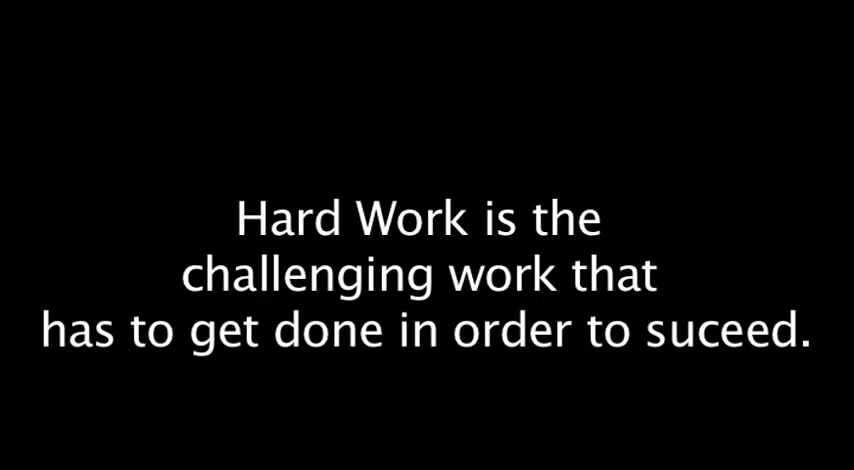 Hard Work is the
challenging work that
has to get done in order to suceed.